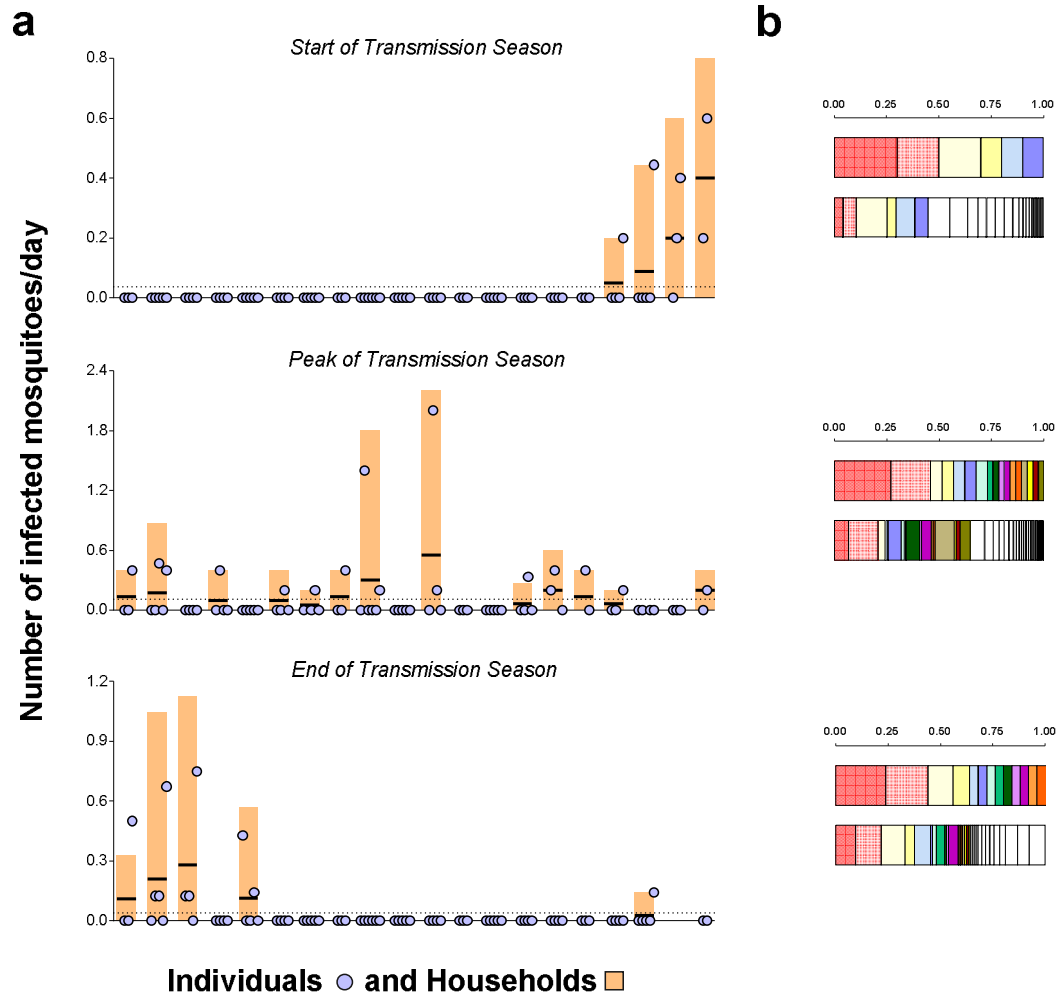 a
b
Number of infected mosquitoes/day
Start of Transmission Season
0.8
0.6
0.4
0.2
0.0
0.00 0.25 0.50 0.75 1.00
Peak of Transmission Season
2.4
1.8
1.2
0.6
0.0
0.00 0.25 0.50 0.75 1.00
End of Transmission Season
1.2
0.9
0.6
0.3
0.0
0.00 0.25 0.50 0.75 1.00
Individuals and Households